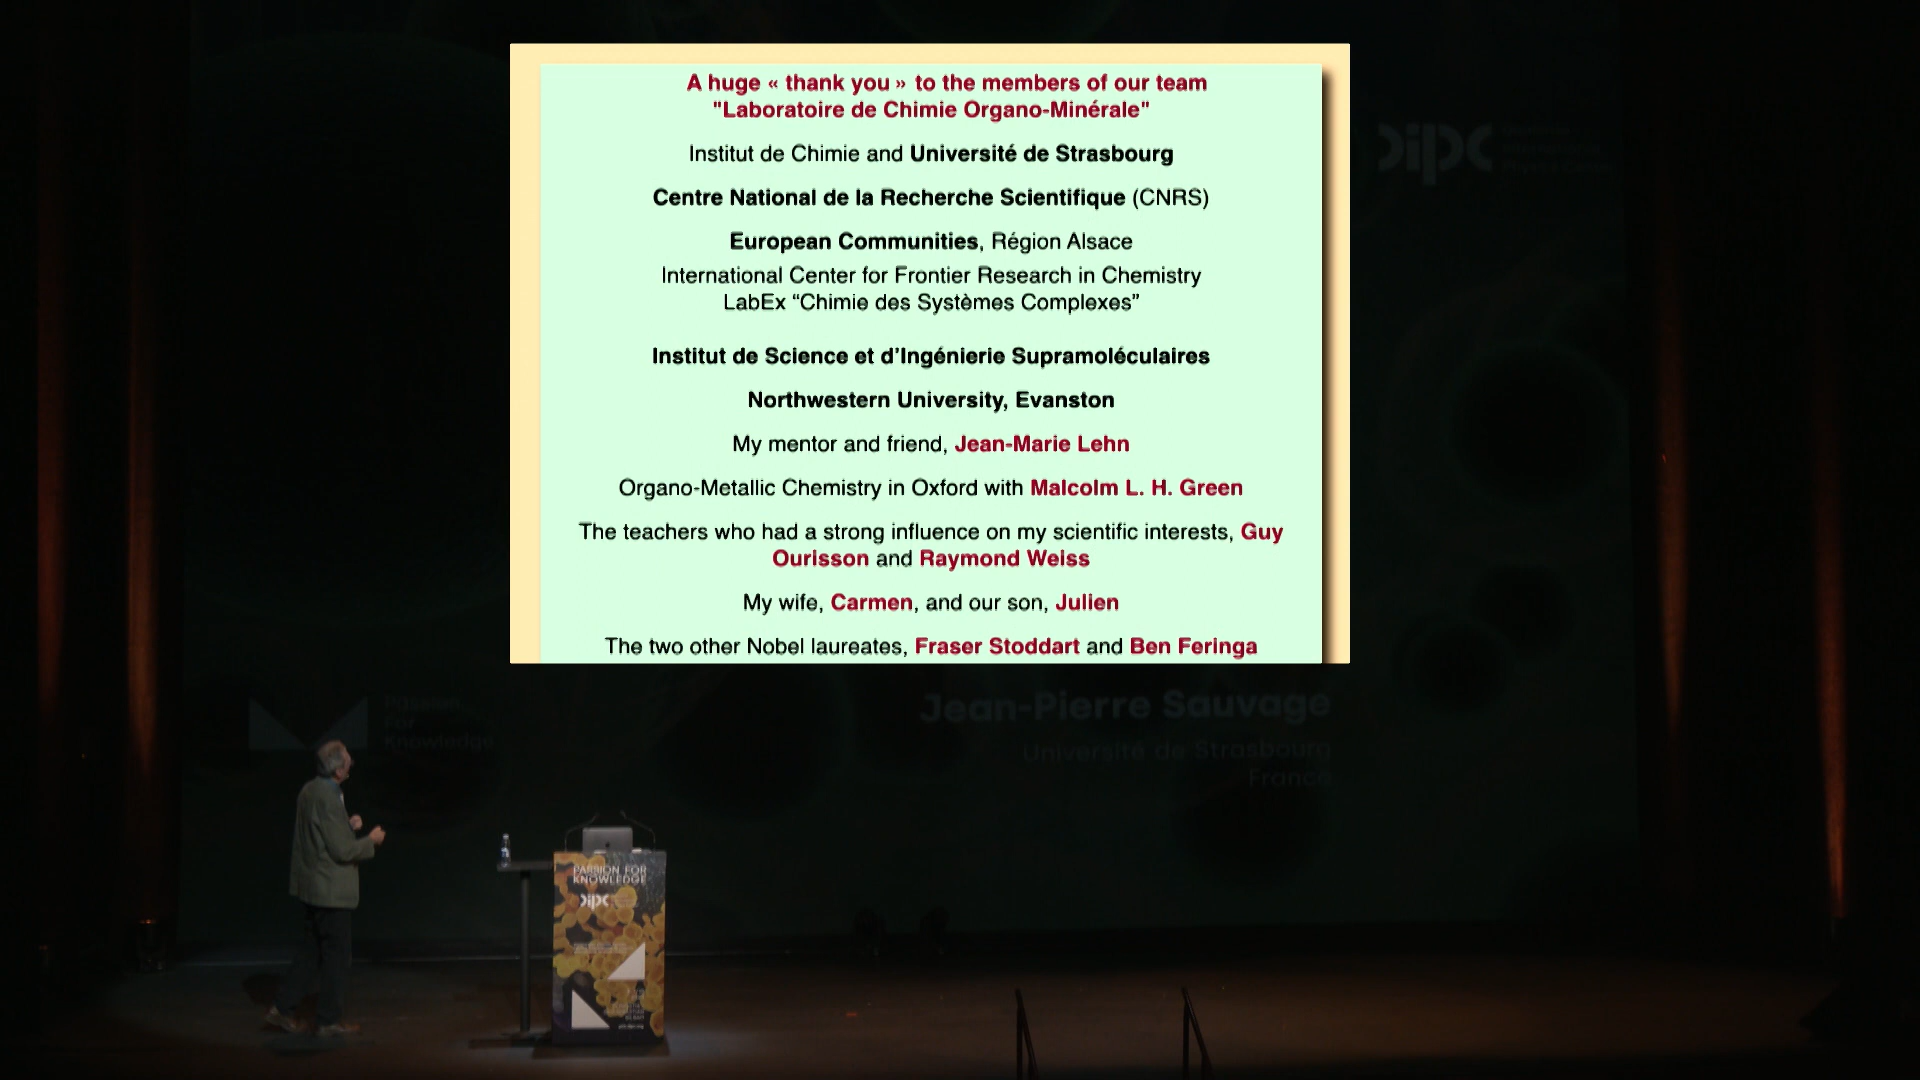 A huge « thank you » to the members of our team
"Laboratoire de Chimie Organo-Minérale"
Institut de Chimie and Université de Strasbourg
Centre National de la Recherche Scientifique (CNRS)
European Communities, Région Alsace
International Center for Frontier Research in Chemistry
LabEx “Chimie des Systèmes Complexes”
Institut de Science et d’Ingénierie Supramoléculaires
Northwestern University, Evanston
My mentor and friend, Jean-Marie Lehn
Organo-Metallic Chemistry in Oxford with Malcolm L. H. Green
The teachers who had a strong influence on my scientific interests, Guy
Ourisson and Raymond Weiss
My wife, Carmen, and our son, Julien
The two other Nobel laureates, Fraser Stoddart and Ben Feringa
dipc
Passion
For
Knowledge
Jean-Pierre Sauvage
Université de Strasbourg
France
PASSION FOR
KNOWLEDGE
dipc